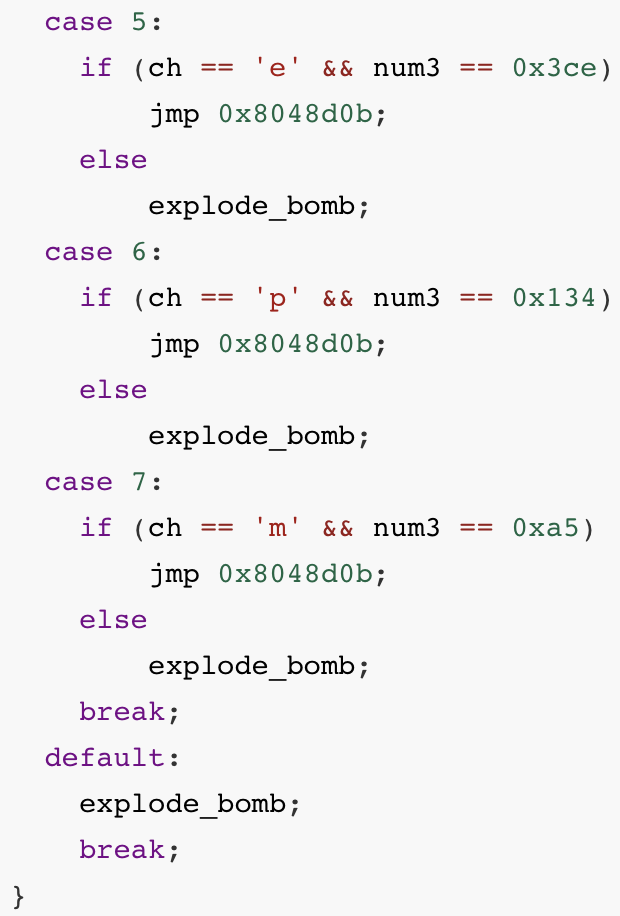 case 5:
if (ch == 'e' && num3 == 0x3ce)
jmp 0x8048d0b;
else
explode_bomb;
case 6:
if (ch == 'p' && num3 == 0x134)
jmp 0x8048d0b;
else
explode_bomb;
case 7:
if (ch == 'm' && num3 == 0xa5)
jmp 0x8048d0b;
else
explode_bomb;
break;
default:
explode_bomb;
break;
}